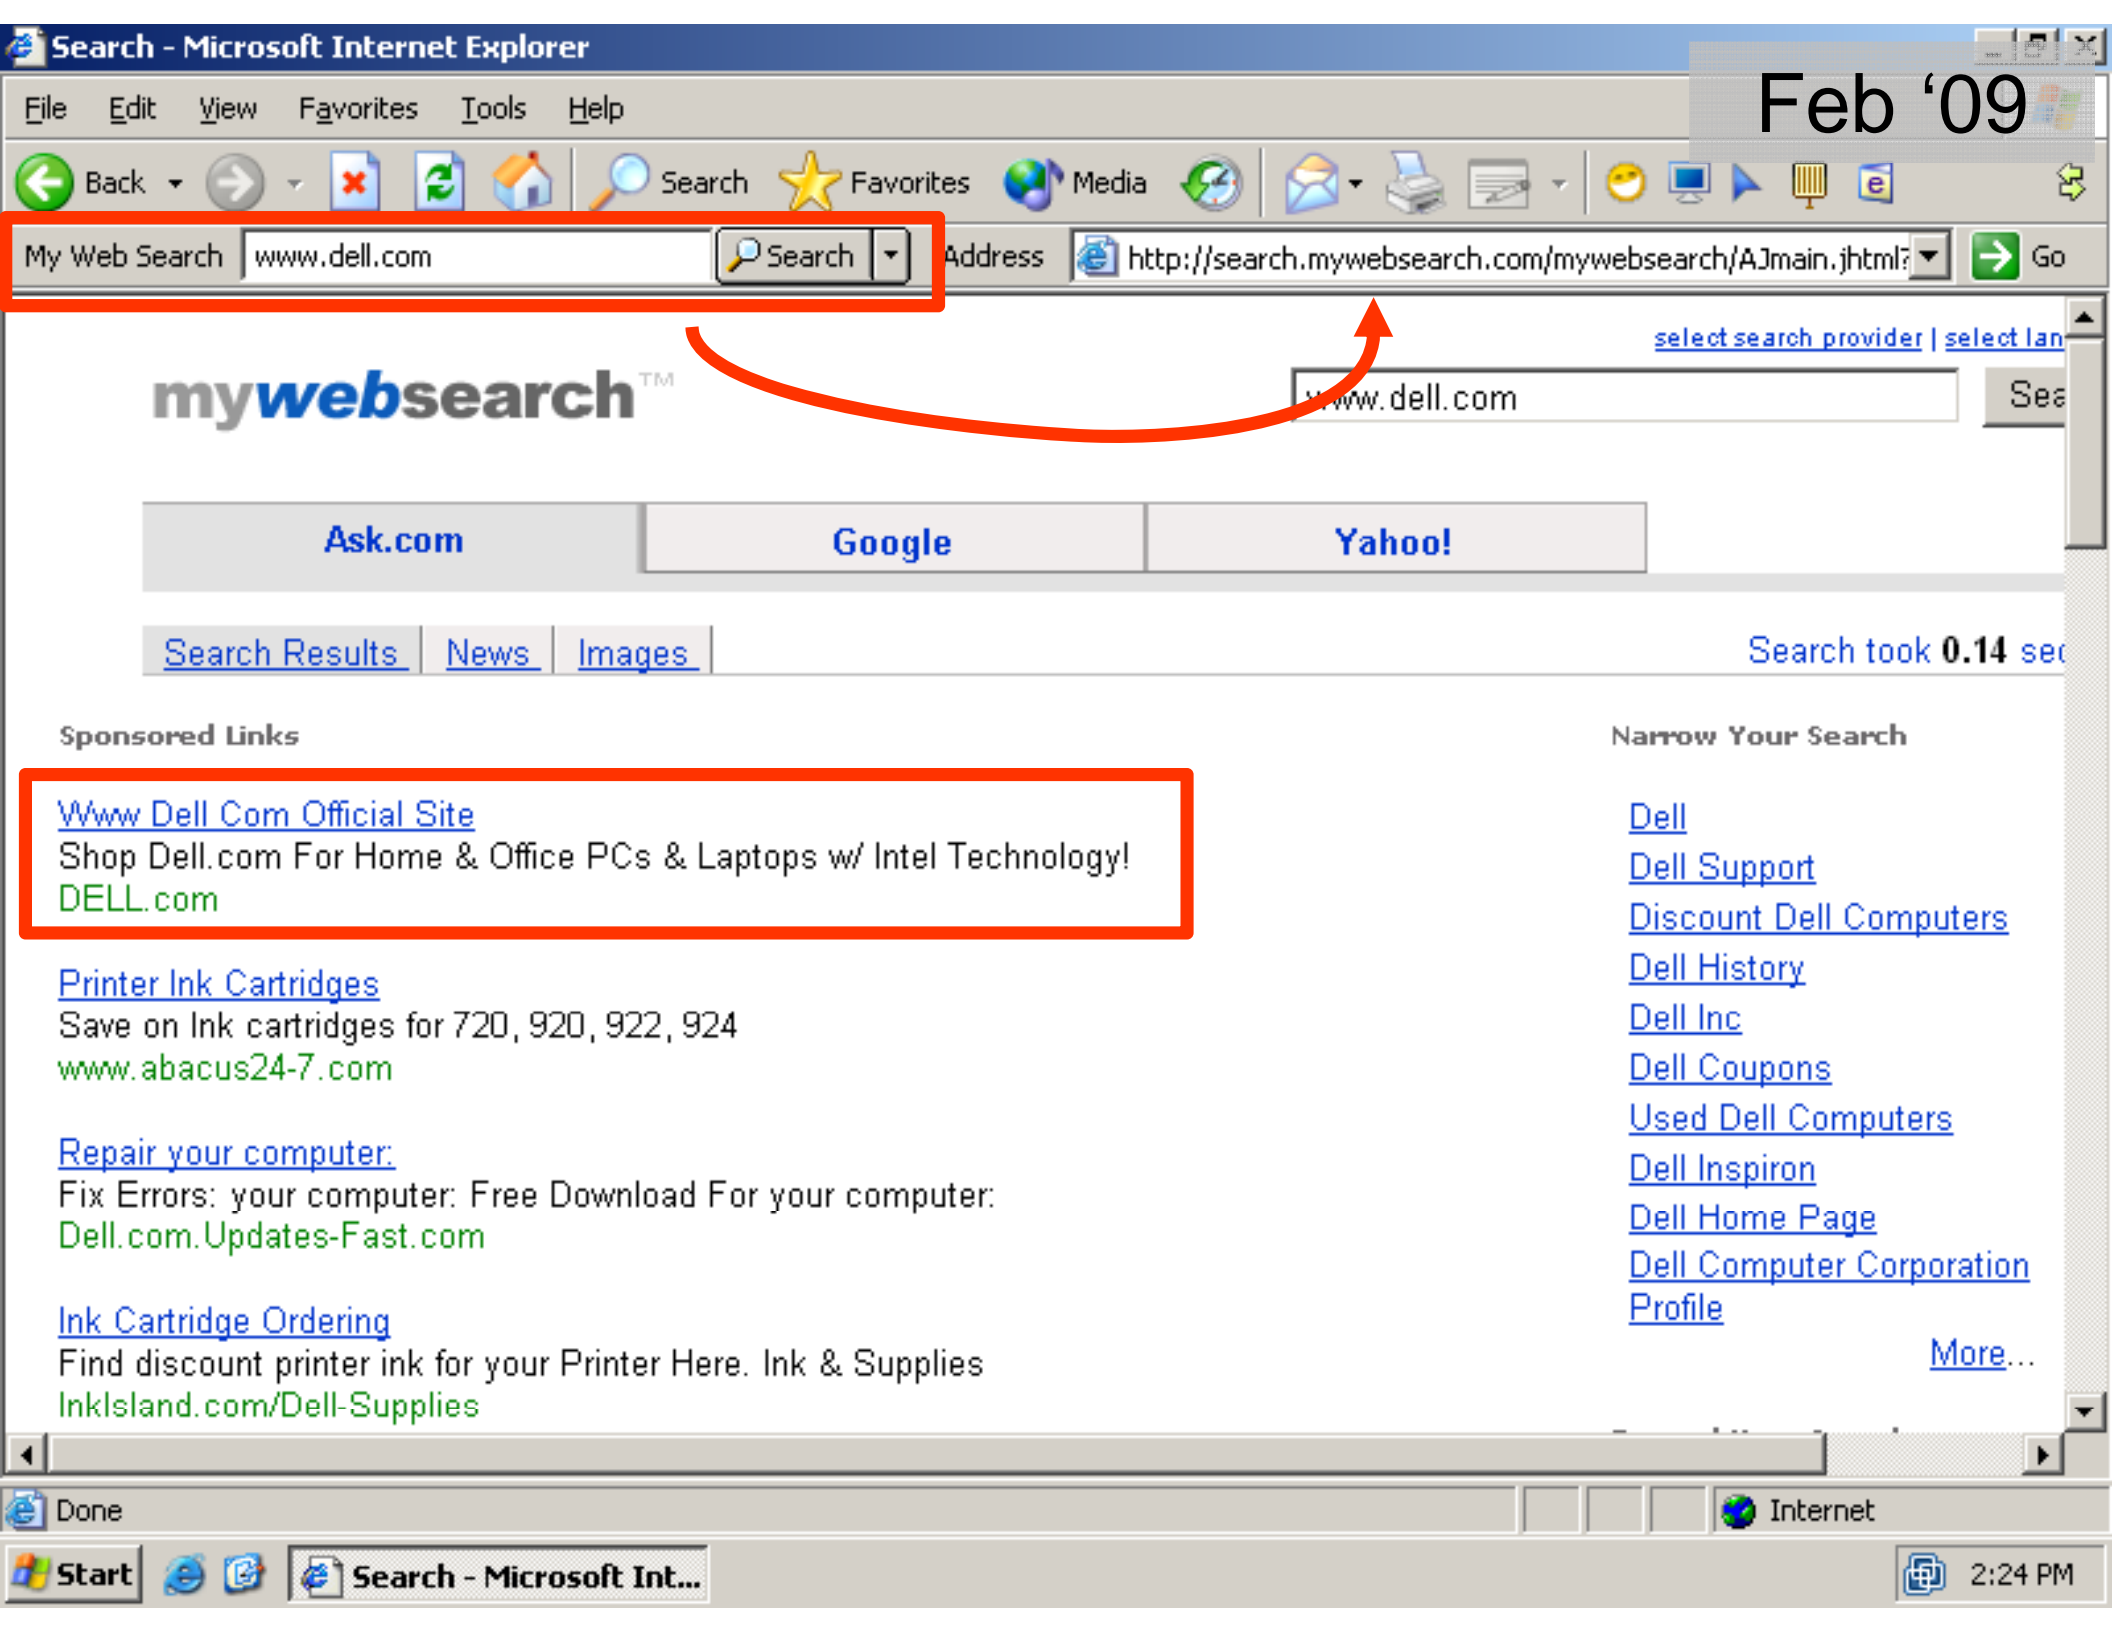 Search - Microsoft Internet Explorer
Feb ‘09
File Edit View Favorites Tools Help
Back Search Favorites Media
My Web Search www.dell.com Search Address http://search.mywebsearch.com/mywebsearch/AJmain.jhtml? Go
select search provider | select lan
mywebsearch™ www.dell.com Sea
Ask.com Google Yahoo!
Search Results News Images Search took 0.14 sec
Sponsored Links
Www Dell Com Official Site
Shop Dell.com For Home & Office PCs & Laptops w/ Intel Technology!
DELL.com
Printer Ink Cartridges
Save on Ink cartridges for 720, 920, 922, 924
www.abacus24-7.com
Repair your computer:
Fix Errors: your computer: Free Download For your computer:
Dell.com.Updates-Fast.com
Ink Cartridge Ordering
Find discount printer ink for your Printer Here. Ink & Supplies
InkIsland.com/Dell-Supplies
Narrow Your Search
Dell
Dell Support
Discount Dell Computers
Dell History
Dell Inc
Dell Coupons
Used Dell Computers
Dell Inspiron
Dell Home Page
Dell Computer Corporation
Profile
More...
Done Internet
Start Search - Microsoft Int... 2:24 PM